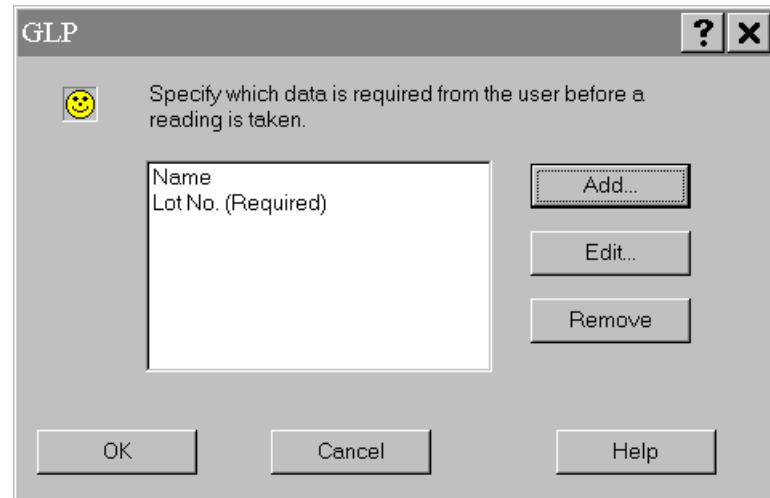 GLP
Specify which data is required from the user before a
reading is taken.
Name
Lot No. (Required)
Add...
Edit...
Remove
OK
Cancel
Help